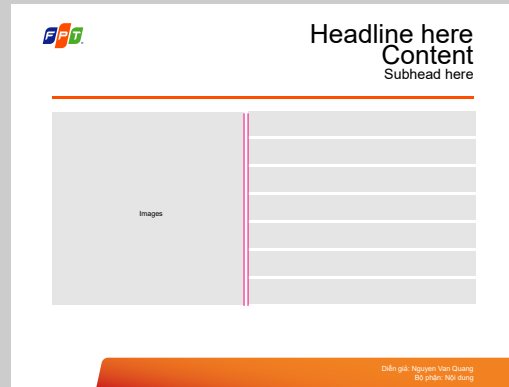 FPT
Headline here
Content
Subhead here
Images
Diễn giả: Nguyen Van Quang
Bộ phận: Nội dung